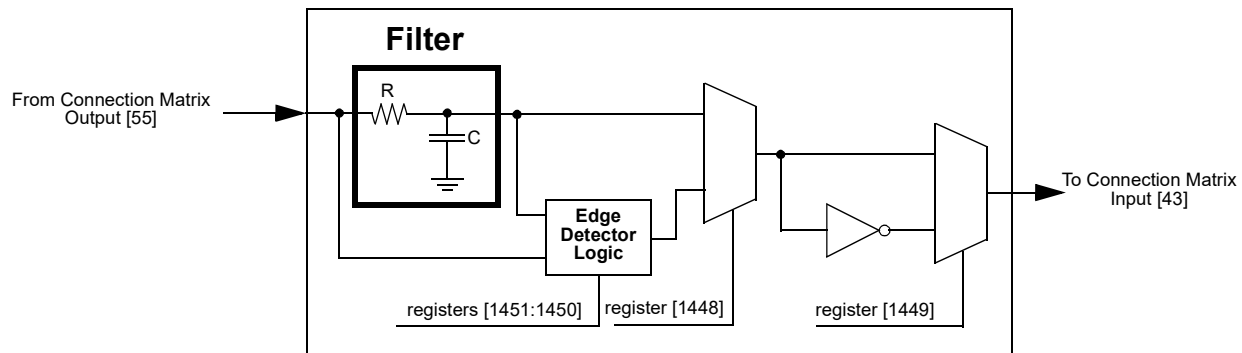 Filter
From Connection Matrix
Output [55]
R
C
Edge
Detector
Logic
To Connection Matrix
Input [43]
registers [1451:1450]
register [1448]
register [1449]